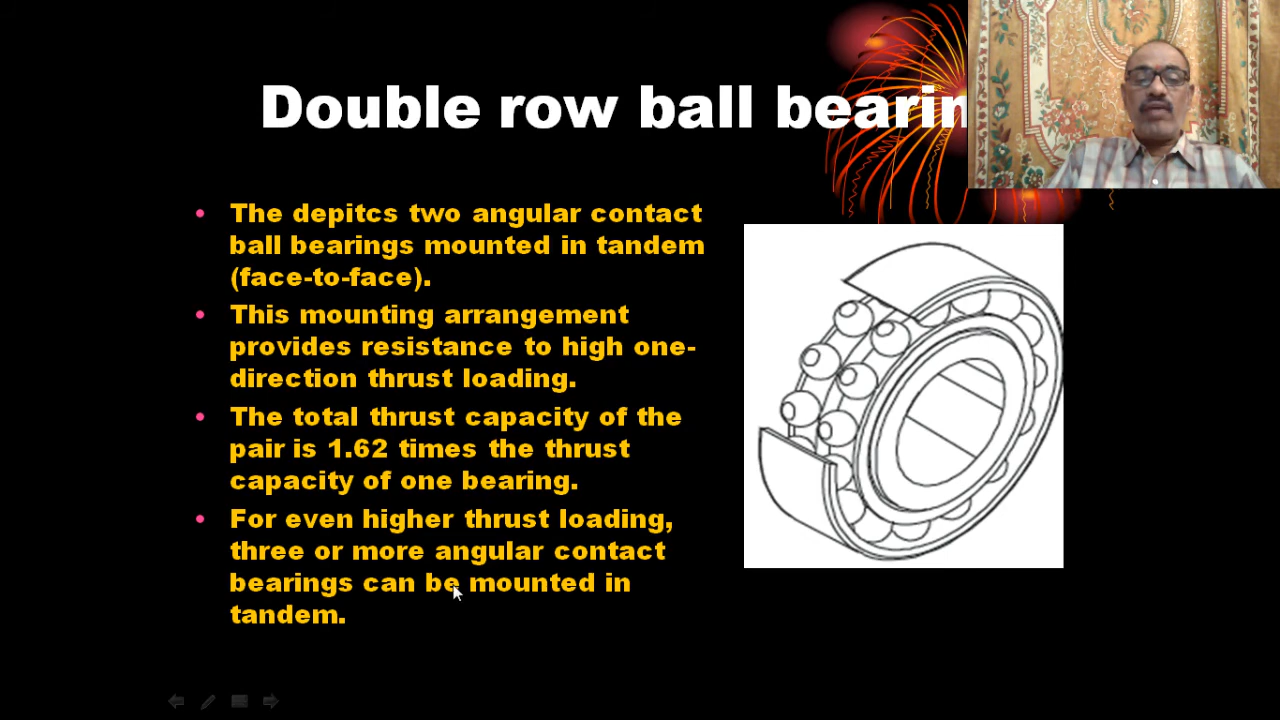 Double row ball bearin
• The depitcs two angular contact
ball bearings mounted in tandem
(face-to-face).
• This mounting arrangement
provides resistance to high one-
direction thrust loading.
• The total thrust capacity of the
pair is 1.62 times the thrust
capacity of one bearing.
• For even higher thrust loading,
three or more angular contact
bearings can be mounted in
tandem.